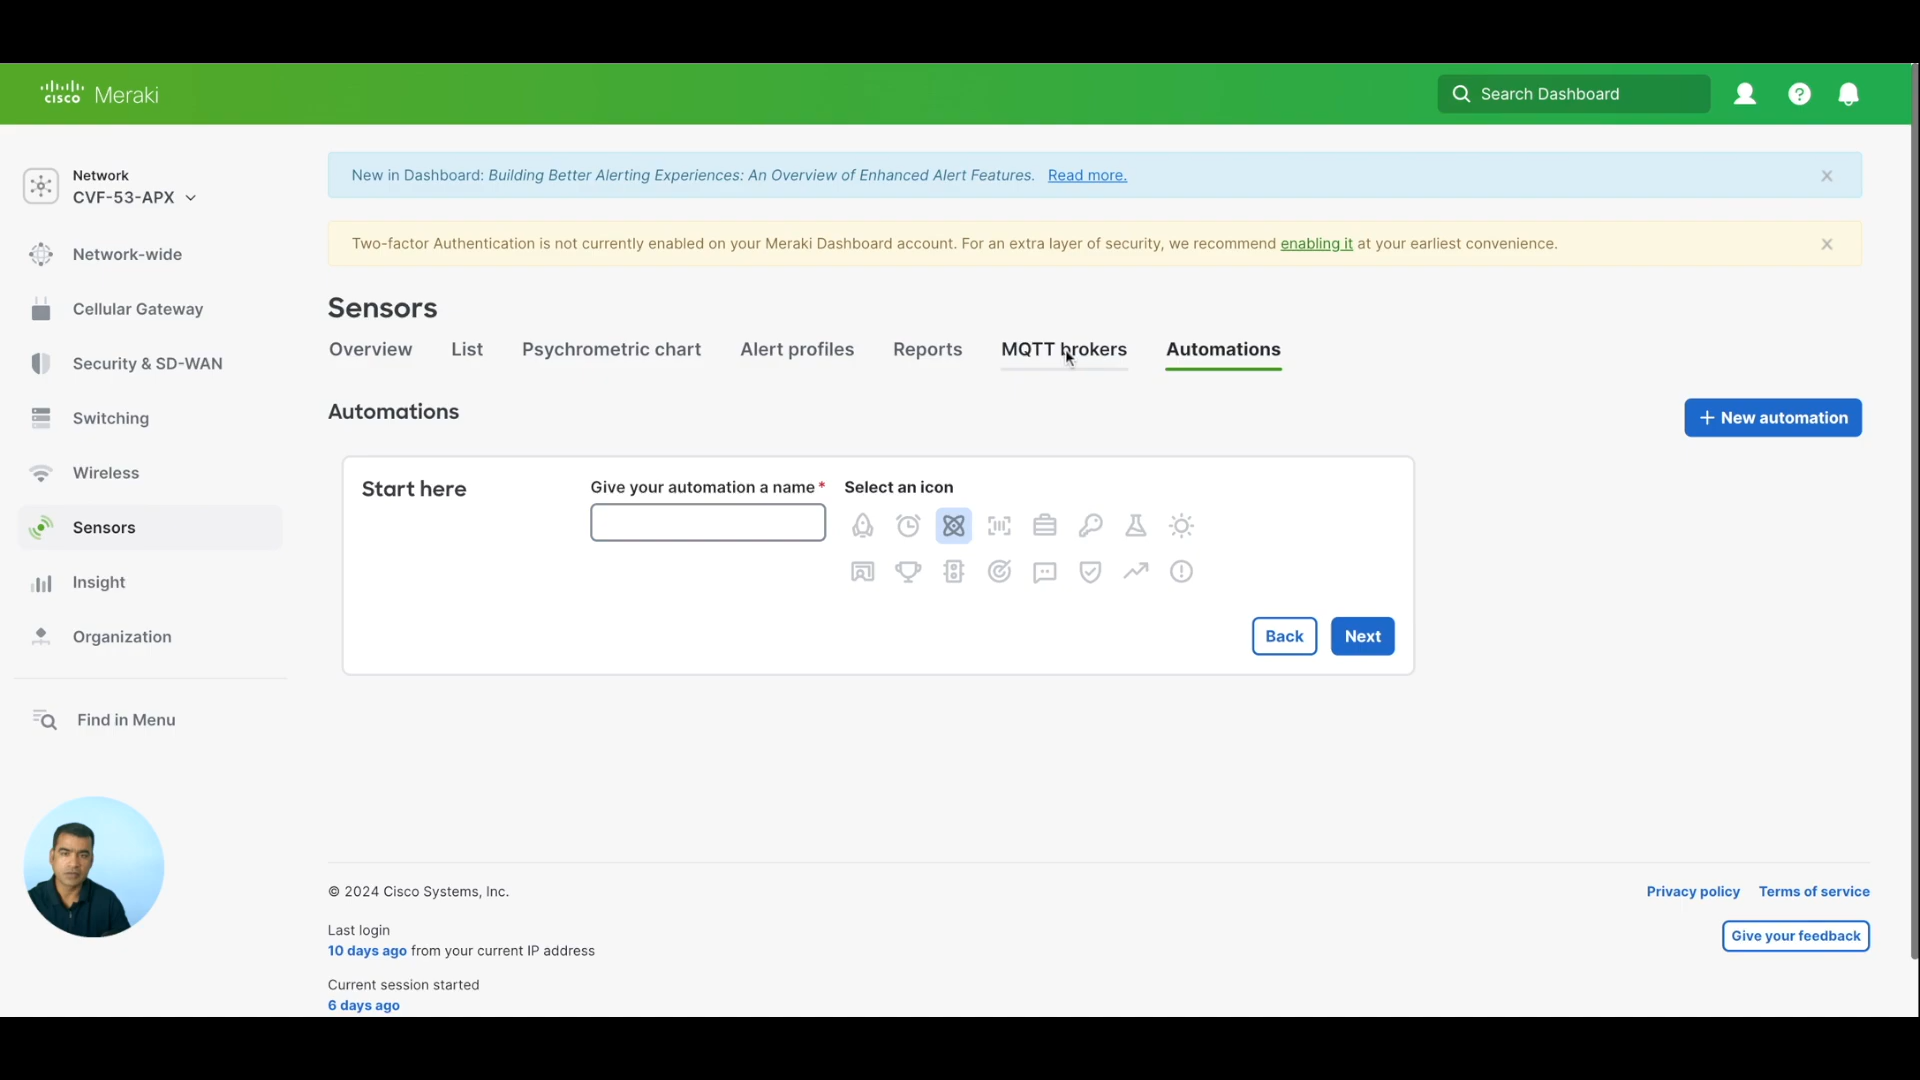 cisco Meraki
Search Dashboard
Network
CVF-53-APX
Network-wide
Cellular Gateway
Security & SD-WAN
Switching
Wireless
Sensors
Insight
Organization
Find in Menu
New in Dashboard: Building Better Alerting Experiences: An Overview of Enhanced Alert Features. Read more.
Two-factor Authentication is not currently enabled on your Meraki Dashboard account. For an extra layer of security, we recommend enabling it at your earliest convenience.
Sensors
Overview List Psychrometric chart Alert profiles Reports MQTT brokers Automations
Automations
+ New automation
Start here
Give your automation a name*
Select an icon
Back Next
© 2024 Cisco Systems, Inc.
Privacy policy Terms of service
Last login
10 days ago from your current IP address
Give your feedback
Current session started
6 days ago